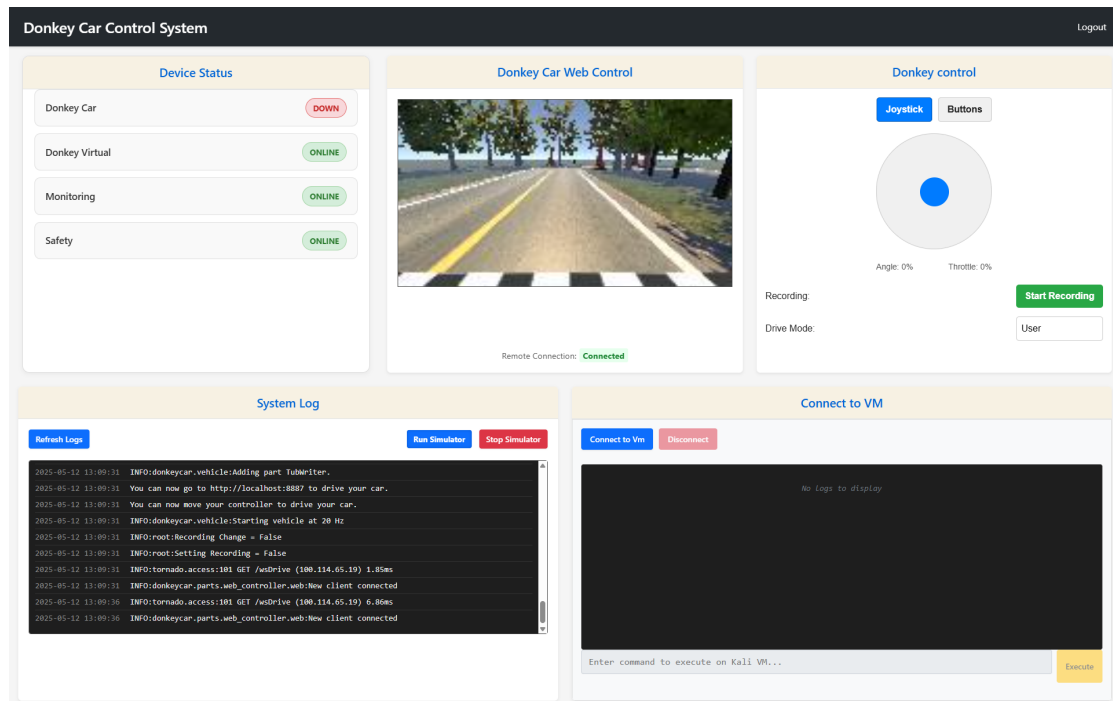 Donkey Car Control System
Logout
Device Status
Donkey Car DOWN
Donkey Virtual ONLINE
Monitoring ONLINE
Safety ONLINE
Donkey Car Web Control
Remote Connection: Connected
Donkey control
Joystick Buttons
Angle: 0% Throttle: 0%
Recording: Start Recording
Drive Mode: User
System Log
Refresh Logs Run Simulator Stop Simulator
2025-05-12 13:09:31 INFO:donkeycar.vehicle:Adding part TubWriter.
2025-05-12 13:09:31 You can now go to http://localhost:8887 to drive your car.
2025-05-12 13:09:31 You can now move your controller to drive your car.
2025-05-12 13:09:31 INFO:donkeycar.vehicle:Starting vehicle at 20 Hz
2025-05-12 13:09:31 INFO:root:Recording Change = False
2025-05-12 13:09:31 INFO:root:Setting Recording = False
2025-05-12 13:09:31 INFO:tornado.access:101 GET /wsDrive (100.114.65.19) 1.85ms
2025-05-12 13:09:31 INFO:donkeycar.parts.web_controller.web:New client connected
2025-05-12 13:09:36 INFO:tornado.access:101 GET /wsDrive (100.114.65.19) 6.86ms
2025-05-12 13:09:36 INFO:donkeycar.parts.web_controller.web:New client connected
Connect to VM
Connect to Vm Disconnect
No Logs to display
Enter command to execute on Kali VM... Execute